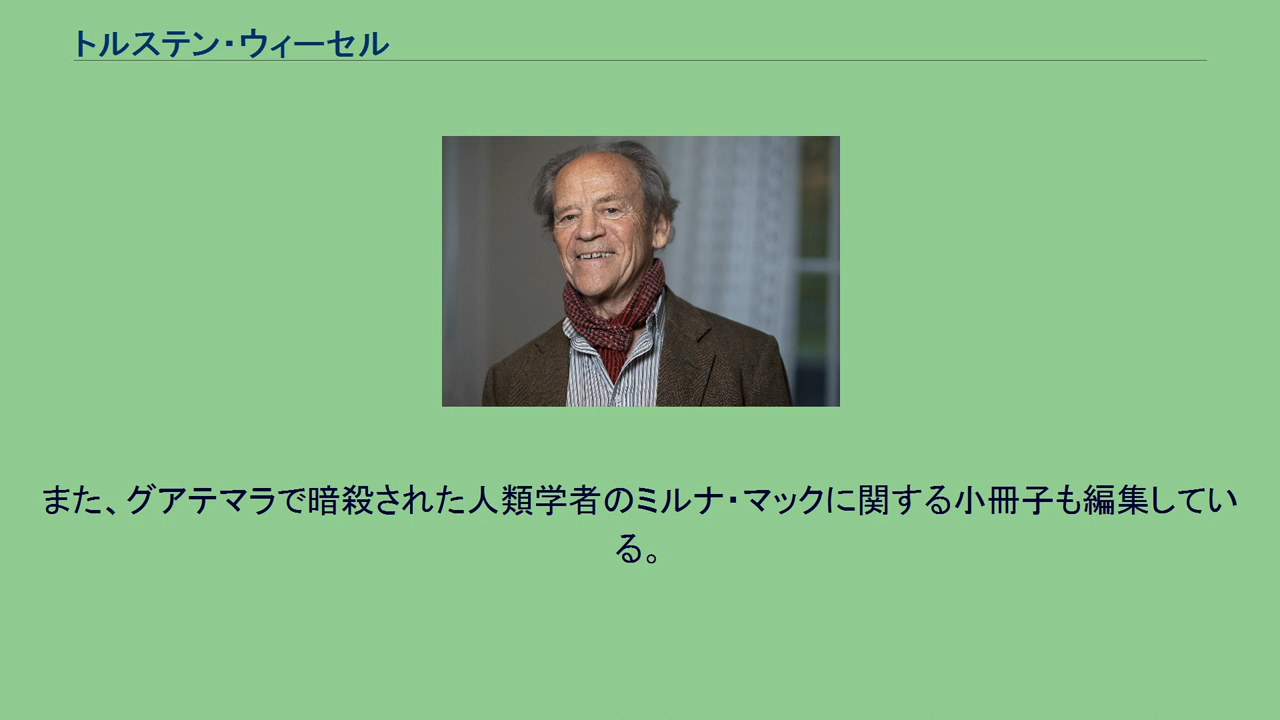 トルステン・ウィーセル
また、グアテマラで暗殺された人類学者のミルナ・マックに関する小冊子も編集してい
る。